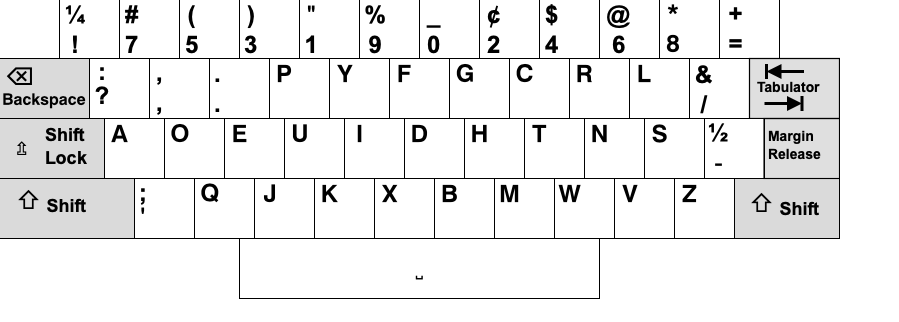 ¼ # ( ) " % _ ¢ $ @ * +
! 7 5 3 1 9 0 2 4 6 8 =
⌫ Backspace : ? , , . . P Y F G C R L & / Tabulator
⇫ Shift Lock A O E U I D H T N S ½ - Margin Release
⇧ Shift ; ' Q J K X B M W V Z ⇧ Shift
␣